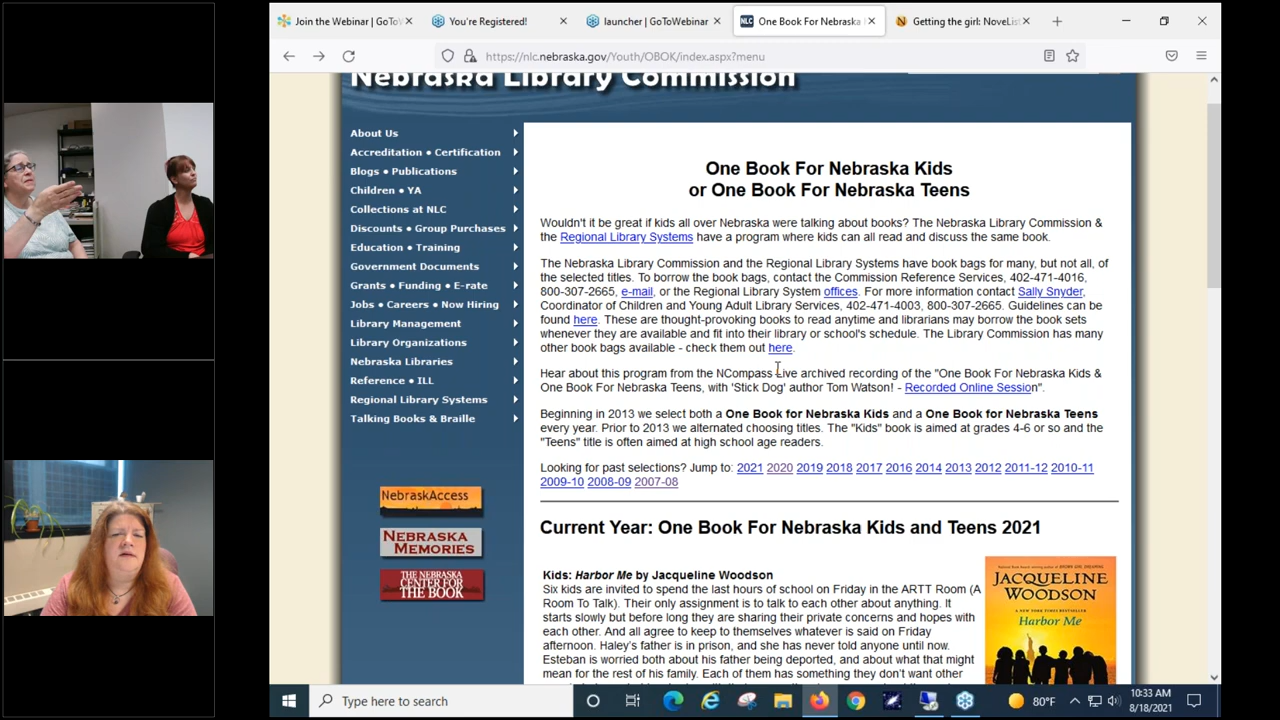 Join the Webinar | GoToW
You're Registered!
launcher | GoToWebinar
One Book For Nebraska
Getting the girl: NoveList
https://nlc.nebraska.gov/Youth/OBOK/index.aspx?menu
Nebraska Library Commission
About Us
Accreditation • Certification
Blogs • Publications
Children • YA
Collections at NLC
Discounts • Group Purchases
Education • Training
Government Documents
Grants • Funding • E-rate
Jobs • Careers • Now Hiring
Library Management
Library Organizations
Nebraska Libraries
Reference • ILL
Regional Library Systems
Talking Books & Braille
NebraskAccess
NEBRASKA
MEMORIES
THE NEBRASKA
CENTER FOR
THE BOOK
One Book For Nebraska Kids
or One Book For Nebraska Teens
Wouldn't it be great if kids all over Nebraska were talking about books? The Nebraska Library Commission &
the Regional Library Systems have a program where kids can all read and discuss the same book.
The Nebraska Library Commission and the Regional Library Systems have book bags for many, but not all, of
the selected titles. To borrow the book bags, contact the Commission Reference Services, 402-471-4016,
800-307-2665, e-mail, or the Regional Library System offices. For more information contact Sally Snyder,
Coordinator of Children and Young Adult Library Services, 402-471-4003, 800-307-2665. Guidelines can be
found here. These are thought-provoking books to read anytime and librarians may borrow the book sets
whenever they are available and fit into their library or school's schedule. The Library Commission has many
other book bags available - check them out here.
Hear about this program from the NCompass Live archived recording of the "One Book For Nebraska Kids &
One Book For Nebraska Teens, with 'Stick Dog' author Tom Watson! - Recorded Online Session".
Beginning in 2013 we select both a One Book for Nebraska Kids and a One Book for Nebraska Teens
every year. Prior to 2013 we alternated choosing titles. The "Kids" book is aimed at grades 4-6 or so and the
"Teens" title is often aimed at high school age readers.
Looking for past selections? Jump to: 2021 2020 2019 2018 2017 2016 2014 2013 2012 2011-12 2010-11
2009-10 2008-09 2007-08
Current Year: One Book For Nebraska Kids and Teens 2021
Kids: Harbor Me by Jacqueline Woodson
Six kids are invited to spend the last hours of school on Friday in the ARTT Room (A
Room To Talk). Their only assignment is to talk to each other about anything. It
starts slowly but before long they are sharing their private concerns and hopes with
each other. And all agree to keep to themselves whatever is said on Friday
afternoon. Haley's father is in prison, and she has never told anyone until now.
Esteban is worried both about his father being deported, and about what that might
mean for the rest of his family. Each of them has something they don't want other
JACQUELINE
WOODSON
Harbor Me
Type here to search
80°F
10:33 AM
8/18/2021